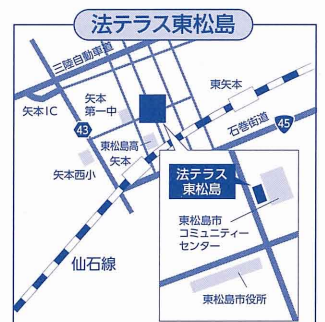 法テラス東松島
三陸自動車道
東矢本
矢本IC
矢本
第一中
43
東松島高
石巻街道
45
矢本
矢本西小
法テラス
東松島
東松島市
コミュニティー
センター
仙石線
東松島市役所